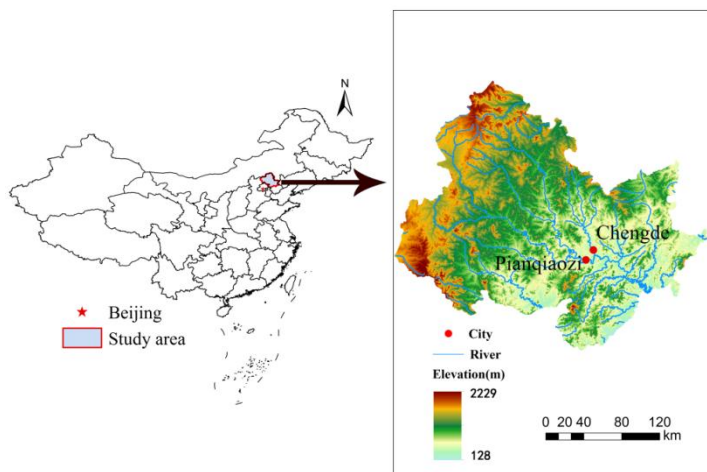 N
Beijing
Study area
Chengde
Pianqiaozi
City
River
Elevation(m)
2229
128
0 20 40 80 120
km